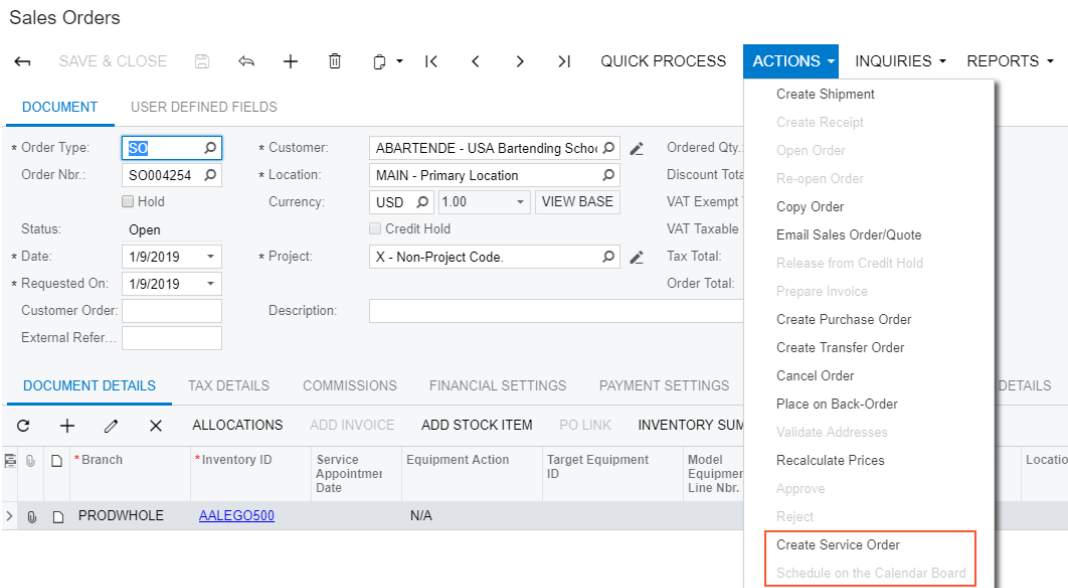 Sales Orders
SAVE & CLOSE QUICK PROCESS ACTIONS INQUIRIES REPORTS
DOCUMENT USER DEFINED FIELDS
* Order Type: SO * Customer: ABARTENDE - USA Bartending Schoo Ordered Qty.:
Order Nbr.: SO004254 * Location: MAIN - Primary Location Discount Tota
Hold Currency: USD 1.00 VIEW BASE VAT Exempt
Status: Open Credit Hold VAT Taxable
* Date: 1/9/2019 * Project: X - Non-Project Code. Tax Total:
* Requested On: 1/9/2019 Order Total:
Customer Order: Description:
External Refer...
Create Shipment
Create Receipt
Open Order
Re-open Order
Copy Order
Email Sales Order/Quote
Release from Credit Hold
Prepare Invoice
Create Purchase Order
Create Transfer Order
Cancel Order
Place on Back-Order
Validate Addresses
Recalculate Prices
Approve
Reject
Create Service Order
Schedule on the Calendar Board
DOCUMENT DETAILS TAX DETAILS COMMISSIONS FINANCIAL SETTINGS PAYMENT SETTINGS DETAILS
ALLOCATIONS ADD INVOICE ADD STOCK ITEM PO LINK INVENTORY SUM
* Branch * Inventory ID Service Equipment Action Target Equipment Model Locatio
Appointmer ID Equipmer
Date Line Nbr.
PRODWHOLE AALEGO500 N/A